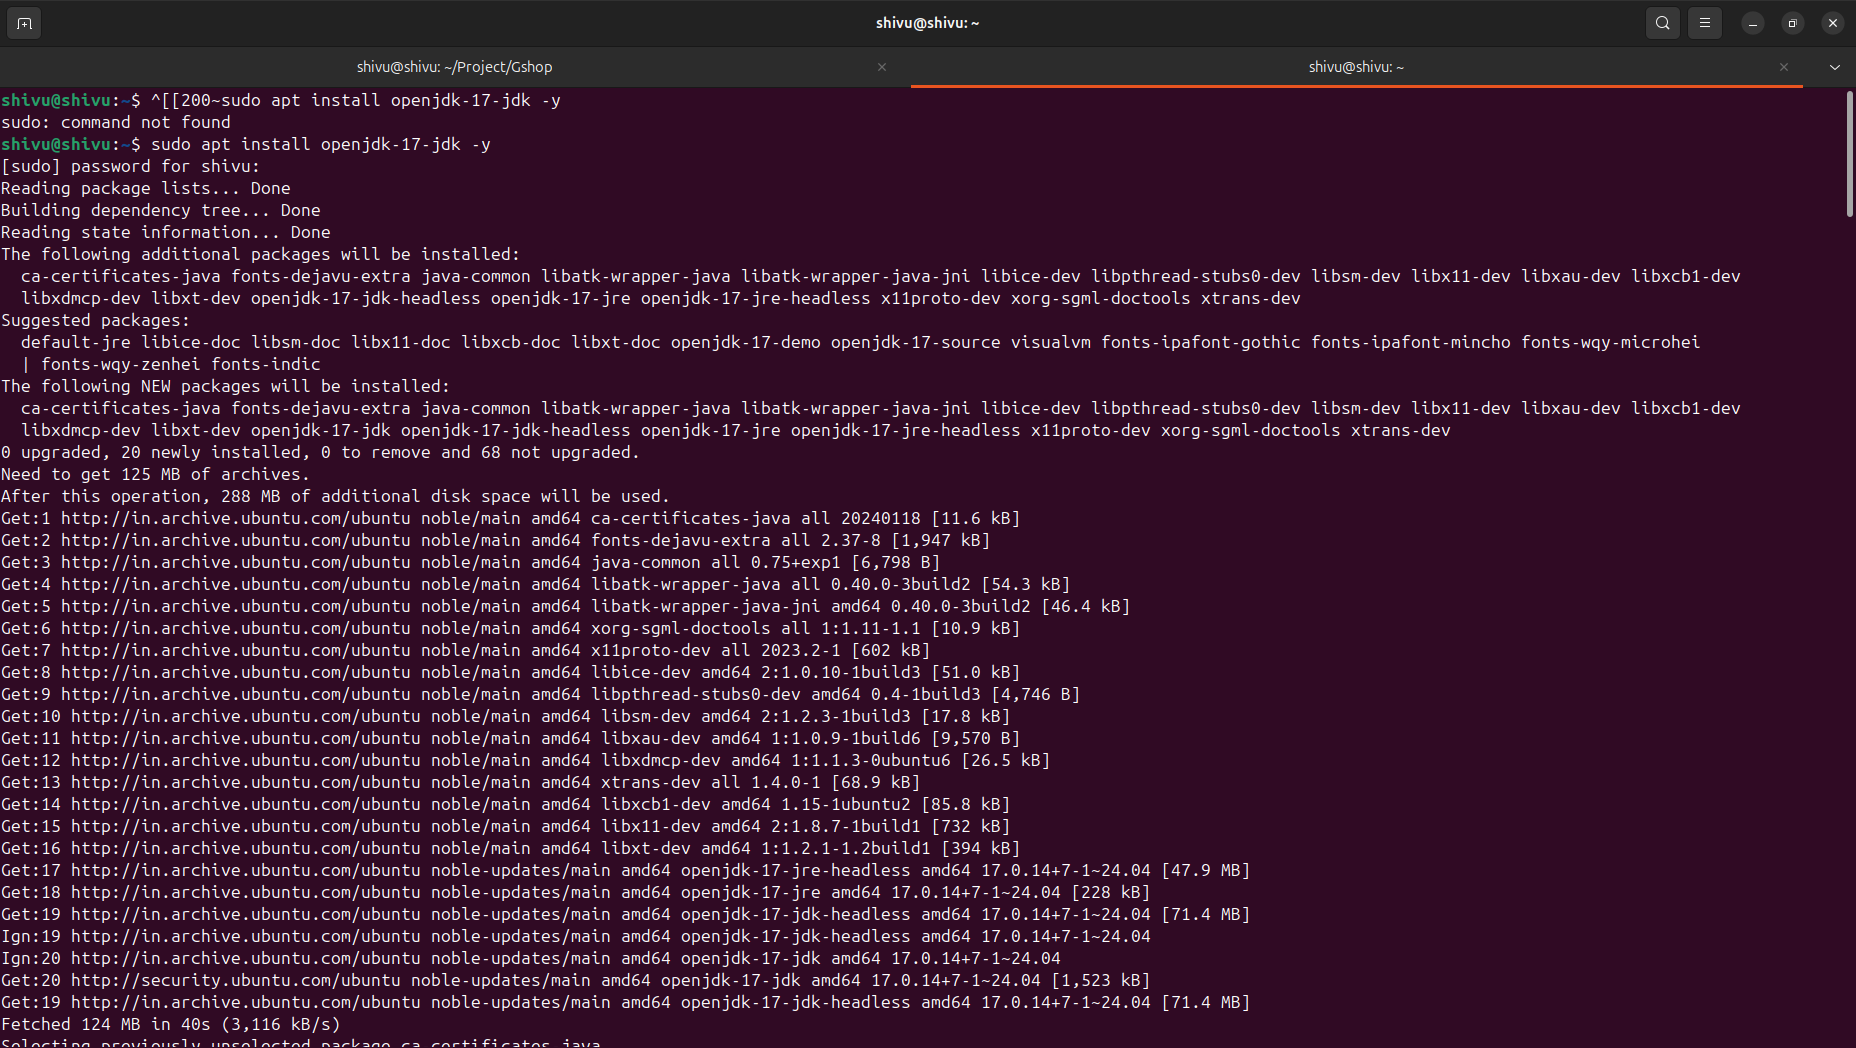 shivu@shivu: ~
shivu@shivu: ~/Project/Gshop
shivu@shivu: ~
shivu@shivu:~$ ^[[200~sudo apt install openjdk-17-jdk -y
sudo: command not found
shivu@shivu:~$ sudo apt install openjdk-17-jdk -y
[sudo] password for shivu:
Reading package lists... Done
Building dependency tree... Done
Reading state information... Done
The following additional packages will be installed:
  ca-certificates-java fonts-dejavu-extra java-common libatk-wrapper-java libatk-wrapper-java-jni libice-dev libpthread-stubs0-dev libsm-dev libx11-dev libxau-dev libxcb1-dev
  libxdmcp-dev libxt-dev openjdk-17-jdk-headless openjdk-17-jre openjdk-17-jre-headless x11proto-dev xorg-sgml-doctools xtrans-dev
Suggested packages:
  default-jre libice-doc libsm-doc libx11-doc libxcb-doc libxt-doc openjdk-17-demo openjdk-17-source visualvm fonts-ipafont-gothic fonts-ipafont-mincho fonts-wqy-microhei
  | fonts-wqy-zenhei fonts-indic
The following NEW packages will be installed:
  ca-certificates-java fonts-dejavu-extra java-common libatk-wrapper-java libatk-wrapper-java-jni libice-dev libpthread-stubs0-dev libsm-dev libx11-dev libxau-dev libxcb1-dev
  libxdmcp-dev libxt-dev openjdk-17-jdk openjdk-17-jdk-headless openjdk-17-jre openjdk-17-jre-headless x11proto-dev xorg-sgml-doctools xtrans-dev
0 upgraded, 20 newly installed, 0 to remove and 68 not upgraded.
Need to get 125 MB of archives.
After this operation, 288 MB of additional disk space will be used.
Get:1 http://in.archive.ubuntu.com/ubuntu noble/main amd64 ca-certificates-java all 20240118 [11.6 kB]
Get:2 http://in.archive.ubuntu.com/ubuntu noble/main amd64 fonts-dejavu-extra all 2.37-8 [1,947 kB]
Get:3 http://in.archive.ubuntu.com/ubuntu noble/main amd64 java-common all 0.75+exp1 [6,798 B]
Get:4 http://in.archive.ubuntu.com/ubuntu noble/main amd64 libatk-wrapper-java all 0.40.0-3build2 [54.3 kB]
Get:5 http://in.archive.ubuntu.com/ubuntu noble/main amd64 libatk-wrapper-java-jni amd64 0.40.0-3build2 [46.4 kB]
Get:6 http://in.archive.ubuntu.com/ubuntu noble/main amd64 xorg-sgml-doctools all 1:1.11-1.1 [10.9 kB]
Get:7 http://in.archive.ubuntu.com/ubuntu noble/main amd64 x11proto-dev all 2023.2-1 [602 kB]
Get:8 http://in.archive.ubuntu.com/ubuntu noble/main amd64 libice-dev amd64 2:1.0.10-1build3 [51.0 kB]
Get:9 http://in.archive.ubuntu.com/ubuntu noble/main amd64 libpthread-stubs0-dev amd64 0.4-1build3 [4,746 B]
Get:10 http://in.archive.ubuntu.com/ubuntu noble/main amd64 libsm-dev amd64 2:1.2.3-1build3 [17.8 kB]
Get:11 http://in.archive.ubuntu.com/ubuntu noble/main amd64 libxau-dev amd64 1:1.0.9-1build6 [9,570 B]
Get:12 http://in.archive.ubuntu.com/ubuntu noble/main amd64 libxdmcp-dev amd64 1:1.1.3-0ubuntu6 [26.5 kB]
Get:13 http://in.archive.ubuntu.com/ubuntu noble/main amd64 xtrans-dev all 1.4.0-1 [68.9 kB]
Get:14 http://in.archive.ubuntu.com/ubuntu noble/main amd64 libxcb1-dev amd64 1.15-1ubuntu2 [85.8 kB]
Get:15 http://in.archive.ubuntu.com/ubuntu noble/main amd64 libx11-dev amd64 2:1.8.7-1build1 [732 kB]
Get:16 http://in.archive.ubuntu.com/ubuntu noble/main amd64 libxt-dev amd64 1:1.2.1-1.2build1 [394 kB]
Get:17 http://in.archive.ubuntu.com/ubuntu noble-updates/main amd64 openjdk-17-jre-headless amd64 17.0.14+7-1~24.04 [47.9 MB]
Get:18 http://in.archive.ubuntu.com/ubuntu noble-updates/main amd64 openjdk-17-jre amd64 17.0.14+7-1~24.04 [228 kB]
Get:19 http://in.archive.ubuntu.com/ubuntu noble-updates/main amd64 openjdk-17-jdk-headless amd64 17.0.14+7-1~24.04 [71.4 MB]
Ign:19 http://in.archive.ubuntu.com/ubuntu noble-updates/main amd64 openjdk-17-jdk-headless amd64 17.0.14+7-1~24.04
Ign:20 http://in.archive.ubuntu.com/ubuntu noble-updates/main amd64 openjdk-17-jdk amd64 17.0.14+7-1~24.04
Get:20 http://security.ubuntu.com/ubuntu noble-updates/main amd64 openjdk-17-jdk amd64 17.0.14+7-1~24.04 [1,523 kB]
Get:19 http://in.archive.ubuntu.com/ubuntu noble-updates/main amd64 openjdk-17-jdk-headless amd64 17.0.14+7-1~24.04 [71.4 MB]
Fetched 124 MB in 40s (3,116 kB/s)
Selecting previously unselected package ca-certificates-java.